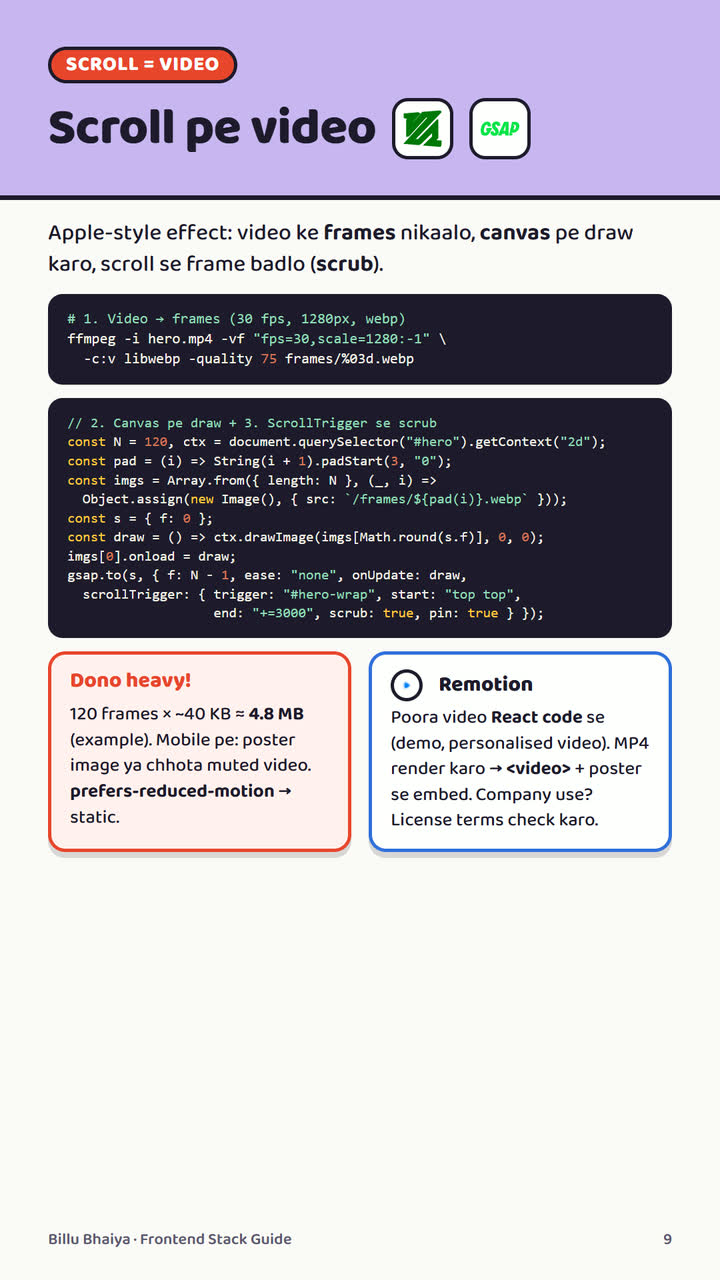 SCROLL = VIDEO
Scroll pe video
GSAP
Apple-style effect: video ke frames nikaalo, canvas pe draw
karo, scroll se frame badlo (scrub).
# 1. Video → frames (30 fps, 1280px, webp)
ffmpeg -i hero.mp4 -vf "fps=30,scale=1280:-1" \
  -c:v libwebp -quality 75 frames/%03d.webp
// 2. Canvas pe draw + 3. ScrollTrigger se scrub
const N = 120, ctx = document.querySelector("#hero").getContext("2d");
const pad = (i) => String(i + 1).padStart(3, "0");
const imgs = Array.from({ length: N }, (_, i) =>
  Object.assign(new Image(), { src: `/frames/${pad(i)}.webp` }));
const s = { f: 0 };
const draw = () => ctx.drawImage(imgs[Math.round(s.f)], 0, 0);
imgs[0].onload = draw;
gsap.to(s, { f: N - 1, ease: "none", onUpdate: draw,
  scrollTrigger: { trigger: "#hero-wrap", start: "top top",
                   end: "+=3000", scrub: true, pin: true } });
Dono heavy!
120 frames × ~40 KB ≈ 4.8 MB
(example). Mobile pe: poster
image ya chhota muted video.
prefers-reduced-motion →
static.
Remotion
Poora video React code se
(demo, personalised video). MP4
render karo → <video> + poster
se embed. Company use?
License terms check karo.
Billu Bhaiya · Frontend Stack Guide
9